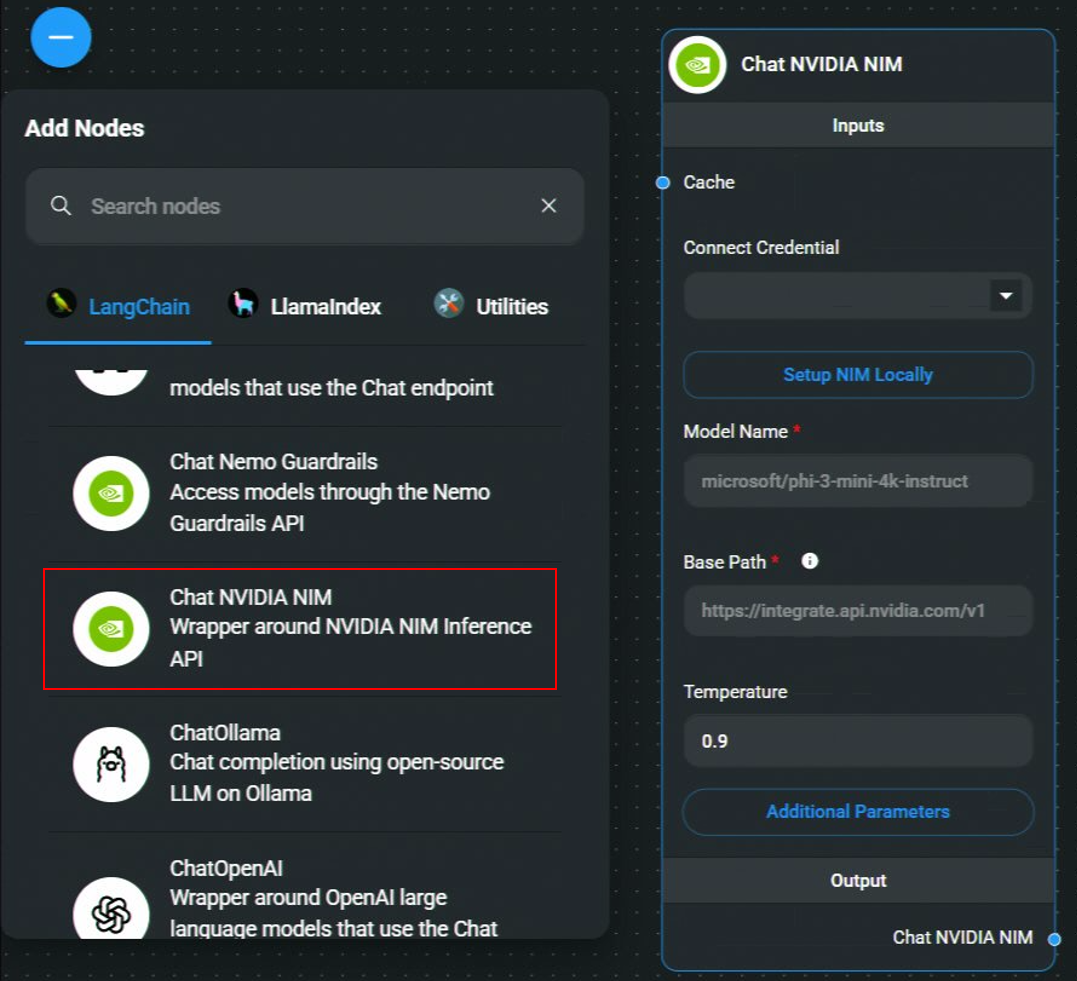 Add Nodes
Search nodes
LangChain
LlamaIndex
Utilities
models that use the Chat endpoint
Chat Nemo Guardrails
Access models through the Nemo
Guardrails API
Chat NVIDIA NIM
Wrapper around NVIDIA NIM Inference
API
ChatOllama
Chat completion using open-source
LLM on Ollama
ChatOpenAI
Wrapper around OpenAI large
language models that use the Chat
Chat NVIDIA NIM
Inputs
Cache
Connect Credential
Setup NIM Locally
Model Name *
microsoft/phi-3-mini-4k-instruct
Base Path *
https://integrate.api.nvidia.com/v1
Temperature
0.9
Additional Parameters
Output
Chat NVIDIA NIM